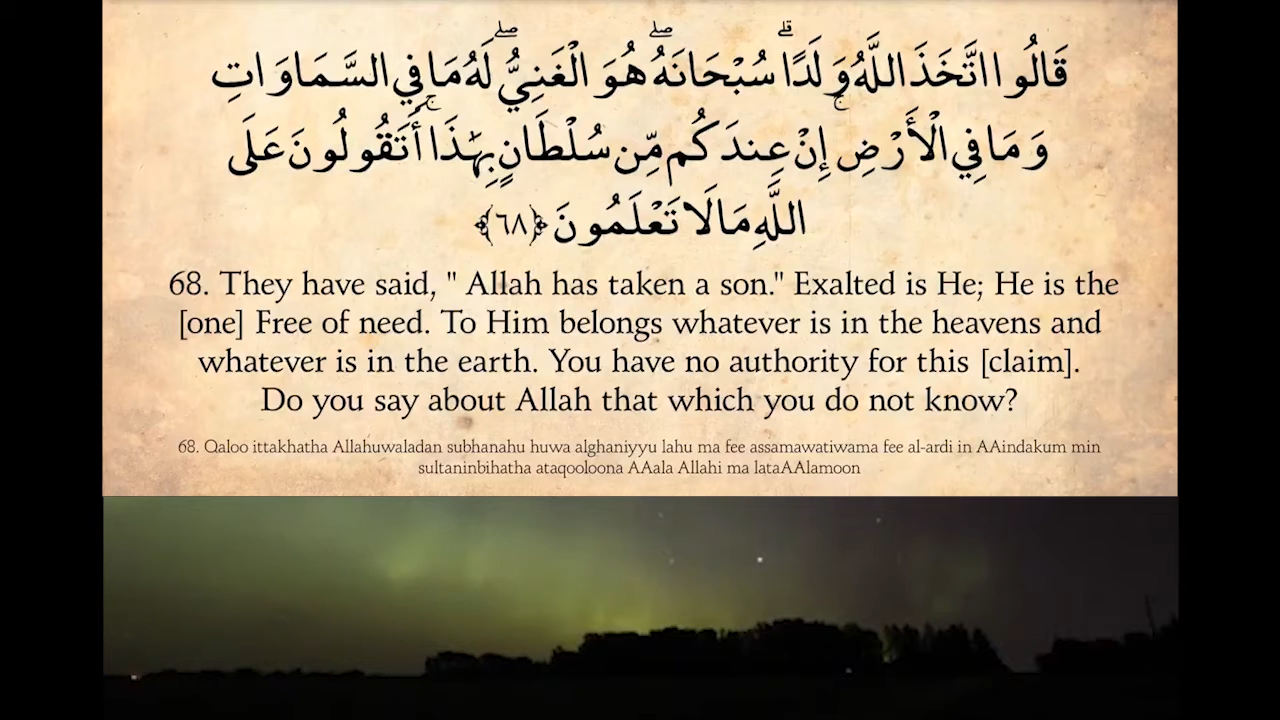 قَالُوا اتَّخَذَ اللَّهُ وَلَدًا ۗ سُبْحَانَهُ ۖ هُوَ الْغَنِيُّ ۖ لَهُ مَا فِي السَّمَاوَاتِ
وَمَا فِي الْأَرْضِ ۚ إِنْ عِندَكُم مِّن سُلْطَانٍ بِهَٰذَا ۚ أَتَقُولُونَ عَلَى
اللَّهِ مَا لَا تَعْلَمُونَ ﴿٦٨﴾
68. They have said, " Allah has taken a son." Exalted is He; He is the
[one] Free of need. To Him belongs whatever is in the heavens and
whatever is in the earth. You have no authority for this [claim].
Do you say about Allah that which you do not know?
68. Qaloo ittakhatha Allahuwaladan subhanahu huwa alghaniyyu lahu ma fee assamawatiwama fee al-ardi in AAindakum min
sultaninbihatha ataqooloona AAala Allahi ma lataAAlamoon